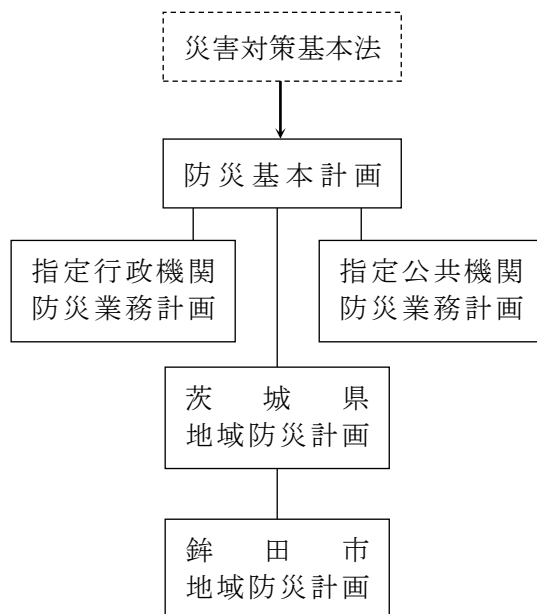 災害対策基本法
防災基本計画
指定行政機関
防災業務計画
指定公共機関
防災業務計画
茨城県
地域防災計画
鉾田市
地域防災計画